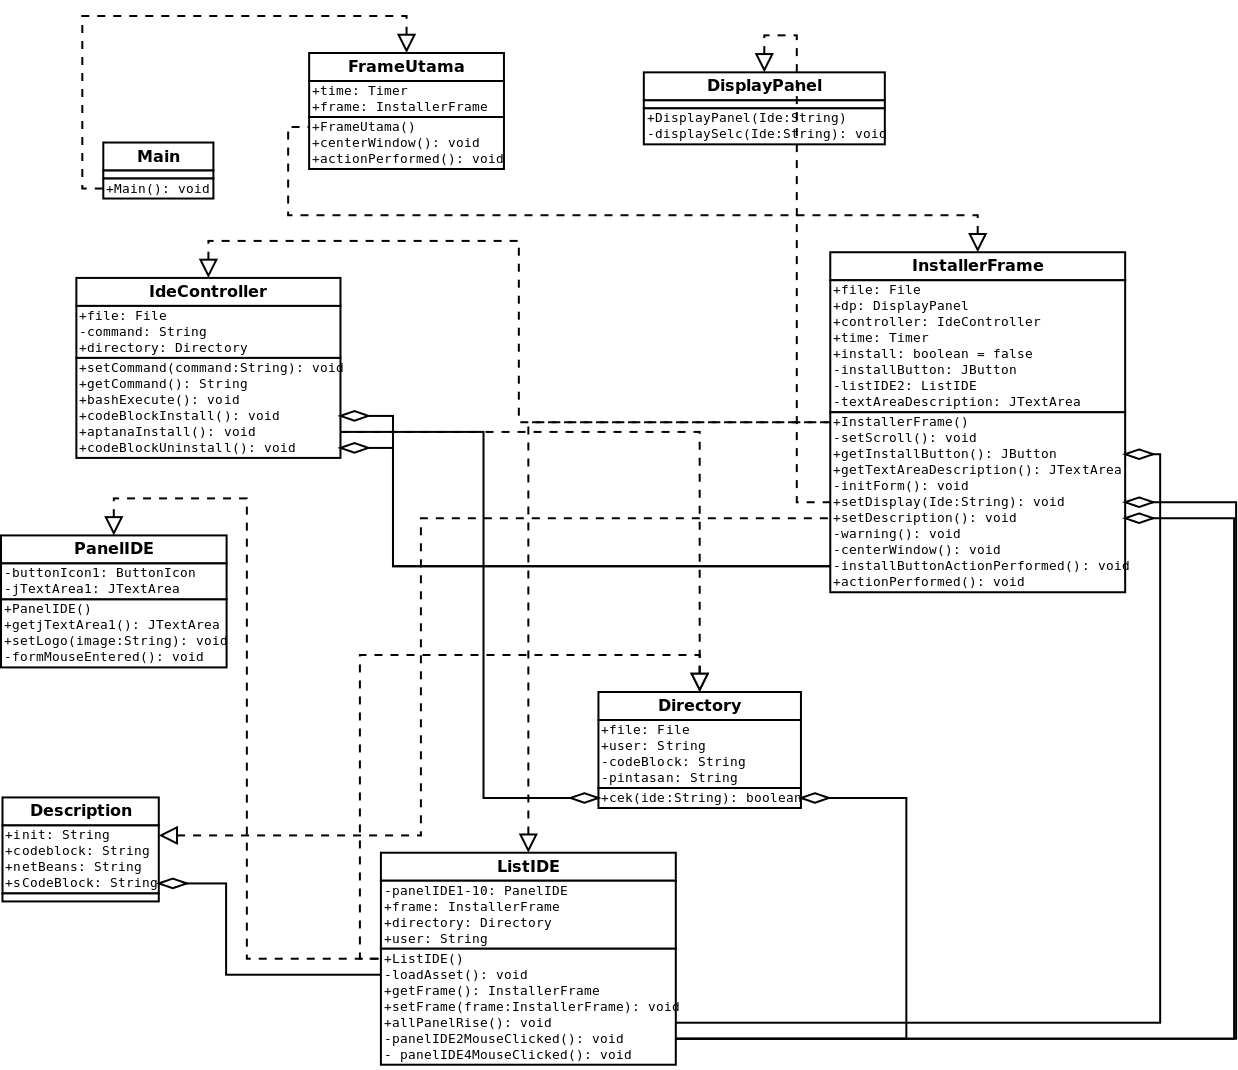 FrameUtama
+time: Timer
+frame: InstallerFrame
+FrameUtama()
+centerWindow(): void
+actionPerformed(): void
DisplayPanel
+DisplayPanel(Ide:String)
-displaySelc(Ide:String): void
Main
+Main(): void
IdeController
+file: File
-command: String
+directory: Directory
+setCommand(command:String): void
+getCommand(): String
+bashExecute(): void
+codeBlockInstall(): void
+aptanaInstall(): void
+codeBlockUninstall(): void
InstallerFrame
+file: File
+dp: DisplayPanel
+controller: IdeController
+time: Timer
+install: boolean = false
-installButton: JButton
-listIDE2: ListIDE
-textAreaDescription: JTextArea
+InstallerFrame()
-setScroll(): void
+getInstallButton(): JButton
+getTextAreaDescription(): JTextArea
-initForm(): void
+setDisplay(Ide:String): void
+setDescription(): void
-warning(): void
-centerWindow(): void
-installButtonActionPerformed(): void
+actionPerformed(): void
PanelIDE
-buttonIcon1: ButtonIcon
-jTextArea1: JTextArea
+PanelIDE()
+getjTextArea1(): JTextArea
+setLogo(image:String): void
-formMouseEntered(): void
Directory
+file: File
+user: String
-codeBlock: String
-pintasan: String
+cek(ide:String): boolean
Description
+init: String
+codeblock: String
+netBeans: String
+sCodeBlock: String
ListIDE
-panelIDE1-10: PanelIDE
+frame: InstallerFrame
+directory: Directory
+user: String
+ListIDE()
-loadAsset(): void
+getFrame(): InstallerFrame
+setFrame(frame:InstallerFrame): void
+allPanelRise(): void
-panelIDE2MouseClicked(): void
- panelIDE4MouseClicked(): void